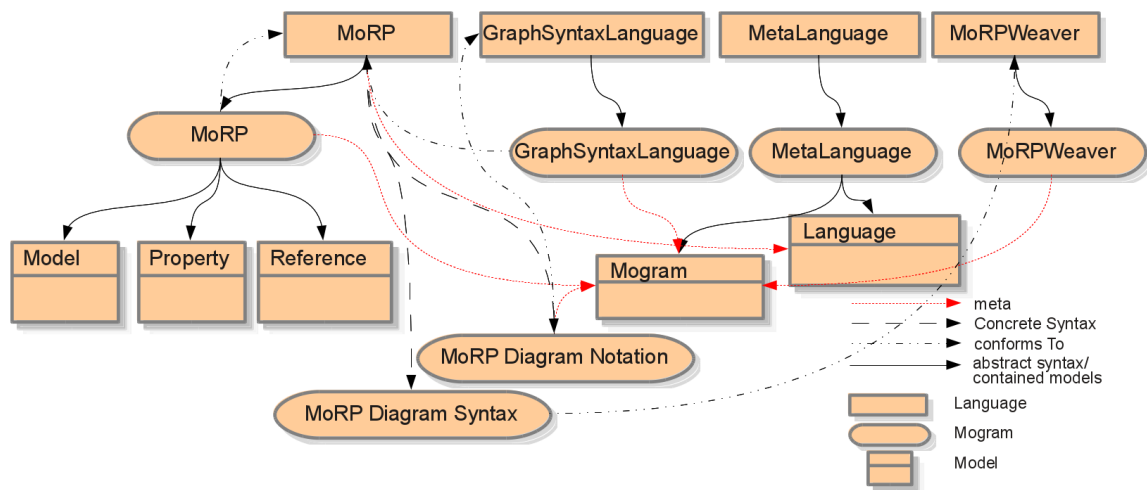 MoRP
GraphSyntaxLanguage
MetaLanguage
MoRPWeaver
MoRP
GraphSyntaxLanguage
MetaLanguage
MoRPWeaver
Model
Property
Reference
Mogram
Language
MoRP Diagram Notation
MoRP Diagram Syntax
meta
Concrete Syntax
conforms To
abstract syntax/
contained models
Language
Mogram
Model